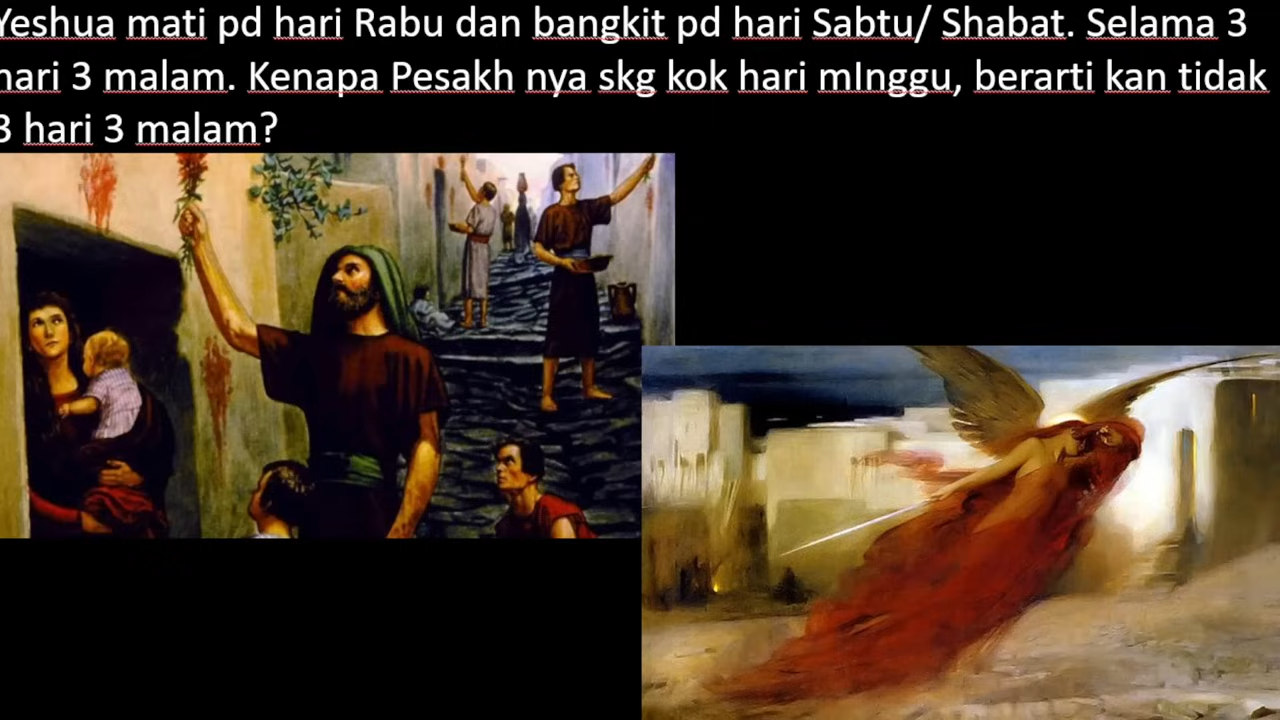 Yeshua mati pd hari Rabu dan bangkit pd hari Sabtu/ Shabat. Selama 3
hari 3 malam. Kenapa Pesakh nya skg kok hari mInggu, berarti kan tidak
3 hari 3 malam?